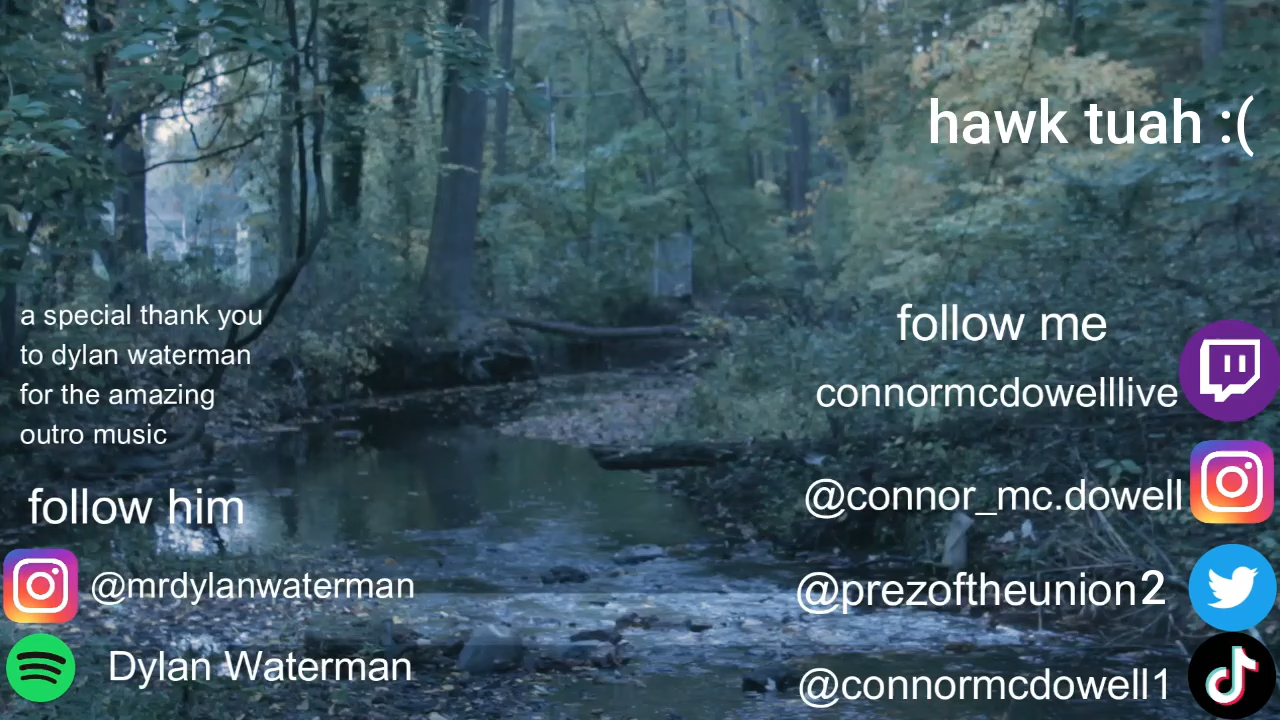 hawk tuah :(
a special thank you
to dylan waterman
for the amazing
outro music
follow him
@mrdylanwaterman
Dylan Waterman
follow me
connormcdowelllive
@connor_mc.dowell
@prezoftheunion2
@connormcdowell1